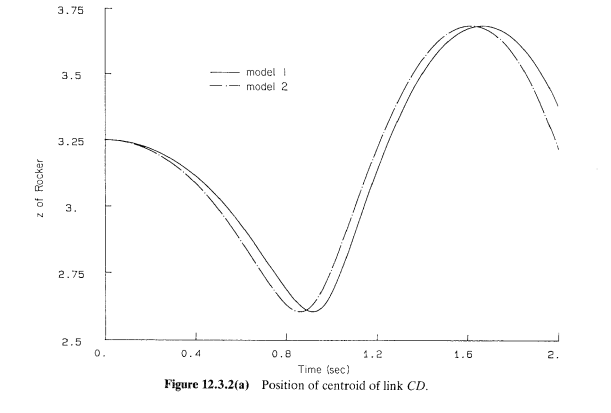 3.75
3.5
3.25
3.
2.75
2.5
z of Rocker
model 1
model 2
0.
0.4
0.8
1.2
1.6
2.
Time (sec)
Figure 12.3.2(a) Position of centroid of link CD.